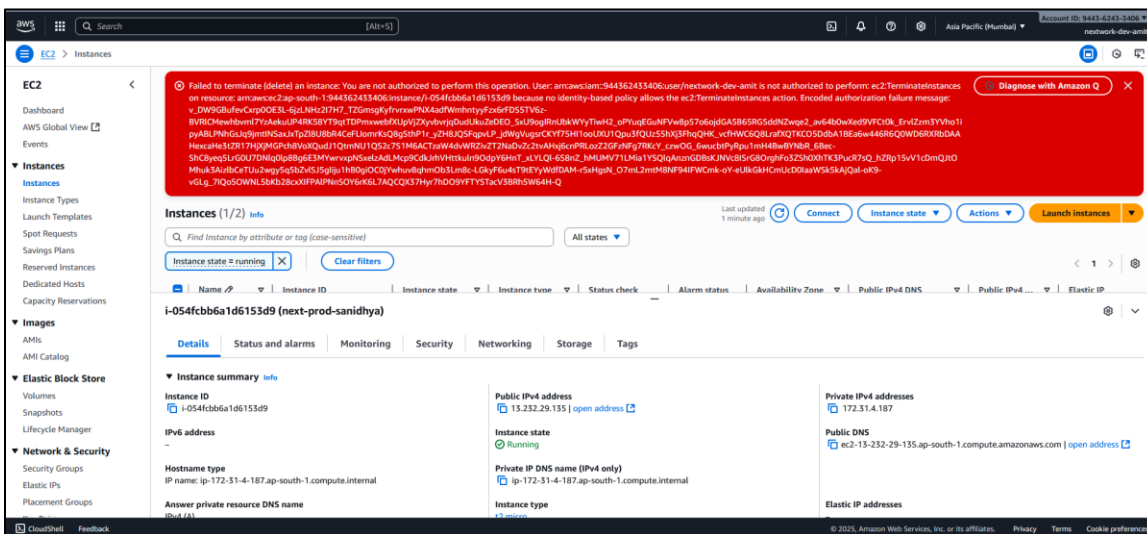 aws
Search
[Alt+S]
Asia Pacific (Mumbai)
Account ID: 9443-6243-3406
nextwork-dev-amit
EC2 > Instances
EC2
Dashboard
AWS Global View
Events
Instances
Instances
Instance Types
Launch Templates
Spot Requests
Savings Plans
Reserved Instances
Dedicated Hosts
Capacity Reservations
Images
AMIs
AMI Catalog
Elastic Block Store
Volumes
Snapshots
Lifecycle Manager
Network & Security
Security Groups
Elastic IPs
Placement Groups
Failed to terminate (delete) an instance: You are not authorized to perform this operation. User: arn:aws:iam::944362433406:user/nextwork-dev-amit is not authorized to perform: ec2:TerminateInstances
on resource: arn:aws:ec2:ap-south-1:944362433406:instance/i-054fcbb6a1d6153d9 because no identity-based policy allows the ec2:TerminateInstances action. Encoded authorization failure message:
Diagnose with Amazon Q
Instances (1/2) Info
Last updated
1 minute ago
Connect
Instance state
Actions
Launch instances
Find Instance by attribute or tag (case-sensitive)
All states
Instance state = running
Clear filters
1
Name
Instance ID
Instance state
Instance type
Status check
Alarm status
Availability Zone
Public IPv4 DNS
Public IPv4 ...
Elastic IP
i-054fcbb6a1d6153d9 (next-prod-sanidhya)
Details
Status and alarms
Monitoring
Security
Networking
Storage
Tags
Instance summary Info
Instance ID
i-054fcbb6a1d6153d9
Public IPv4 address
13.232.29.135 | open address
Private IPv4 addresses
172.31.4.187
IPv6 address
–
Instance state
Running
Public DNS
ec2-13-232-29-135.ap-south-1.compute.amazonaws.com | open address
Hostname type
IP name: ip-172-31-4-187.ap-south-1.compute.internal
Private IP DNS name (IPv4 only)
ip-172-31-4-187.ap-south-1.compute.internal
Answer private resource DNS name
IPv4 (A)
Instance type
t2.micro
Elastic IP addresses
CloudShell
Feedback
© 2025, Amazon Web Services, Inc. or its affiliates.
Privacy
Terms
Cookie preferences